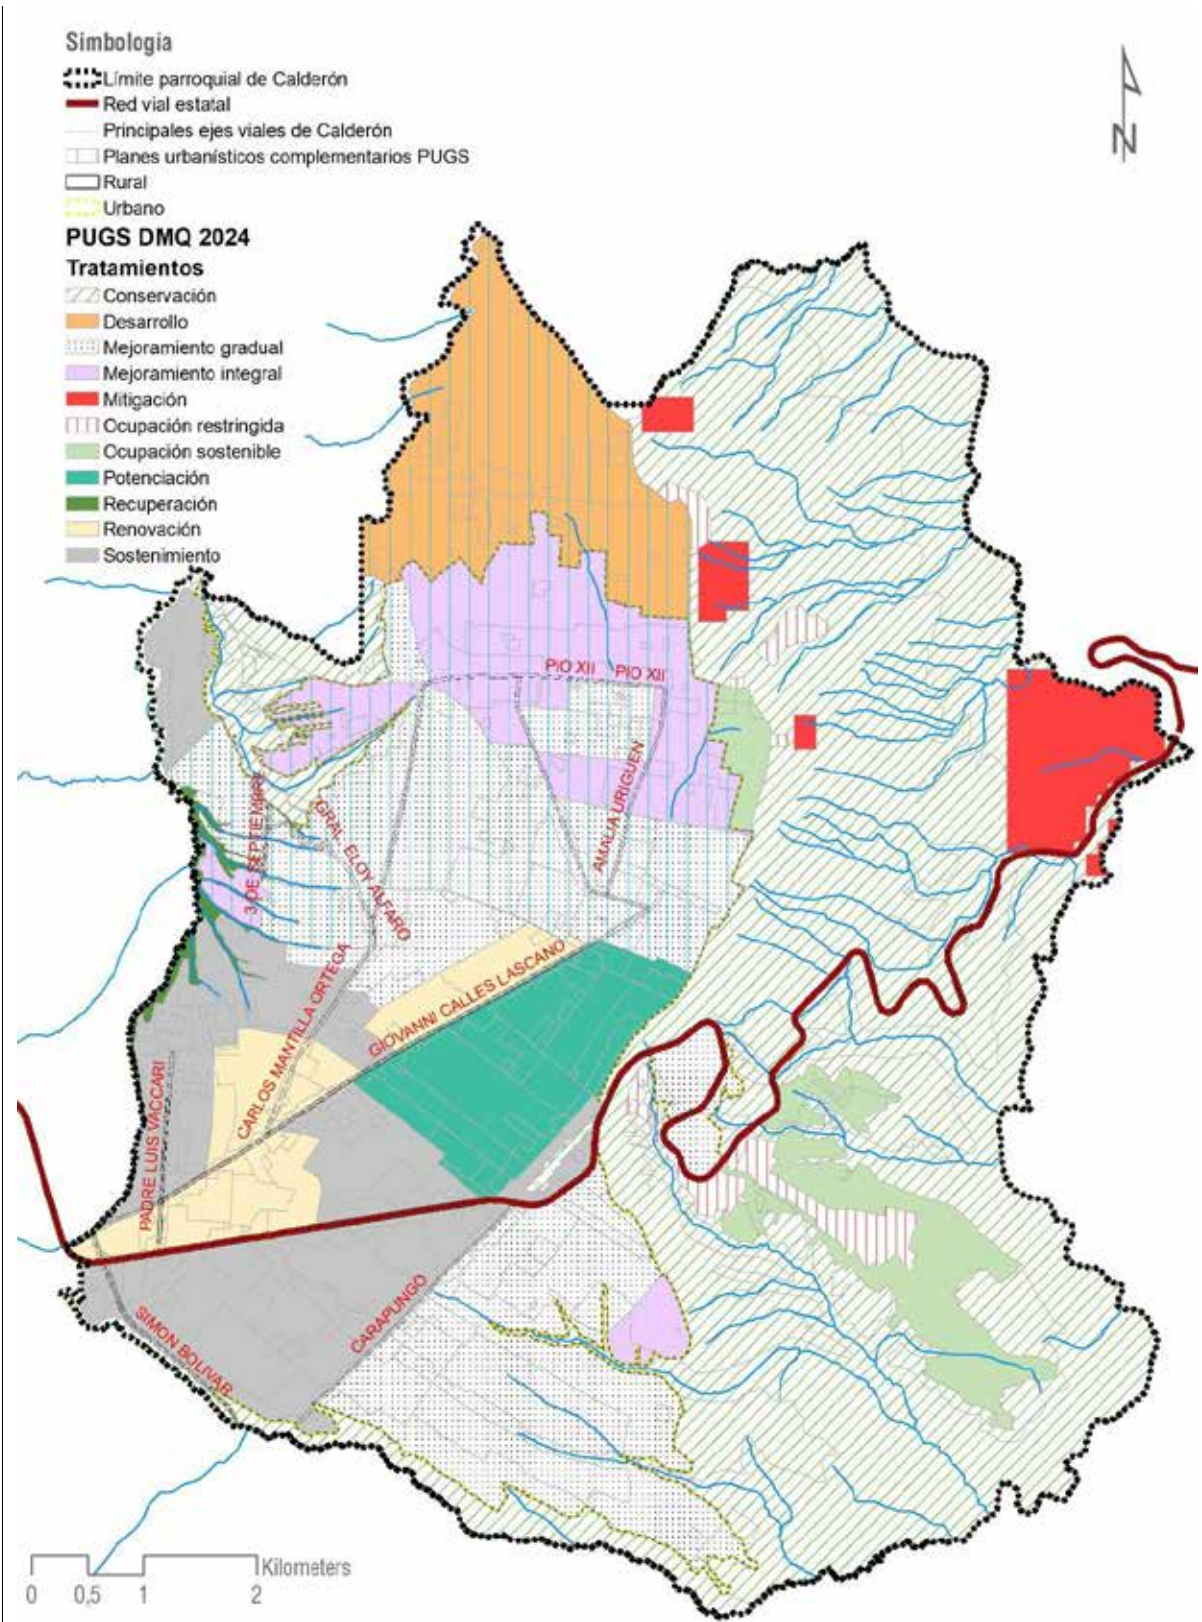 Simbología
Límite parroquial de Calderón
Red vial estatal
Principales ejes viales de Calderón
Planes urbanísticos complementarios PUGS
Rural
Urbano
PUGS DMQ 2024
Tratamientos
Conservación
Desarrollo
Mejoramiento gradual
Mejoramiento integral
Mitigación
Ocupación restringida
Ocupación sostenible
Potenciación
Recuperación
Renovación
Sostenimiento
N
PIO XII PIO XII
AMALIA URIGUEN
3 DE SEPTIEMBRE
GRAL. ELOY ALFARO
GIOVANNI CALLES LASCANO
CARLOS MANTILLA ORTEGA
PADRE LUIS VACCARI
CARAPUNGO
SIMON BOLIVAR
Kilometers
0 0,5 1 2